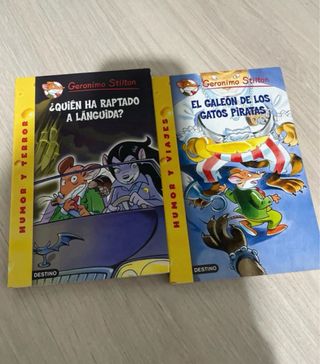 Geronimo Stilton
¿QUIÉN HA RAPTADO
A LÁNGUIDA?
HUMOR Y TERROR
DESTINO
Geronimo Stilton
EL GALEÓN DE LOS
GATOS PIRATAS
HUMOR Y VIAJES
DESTINO